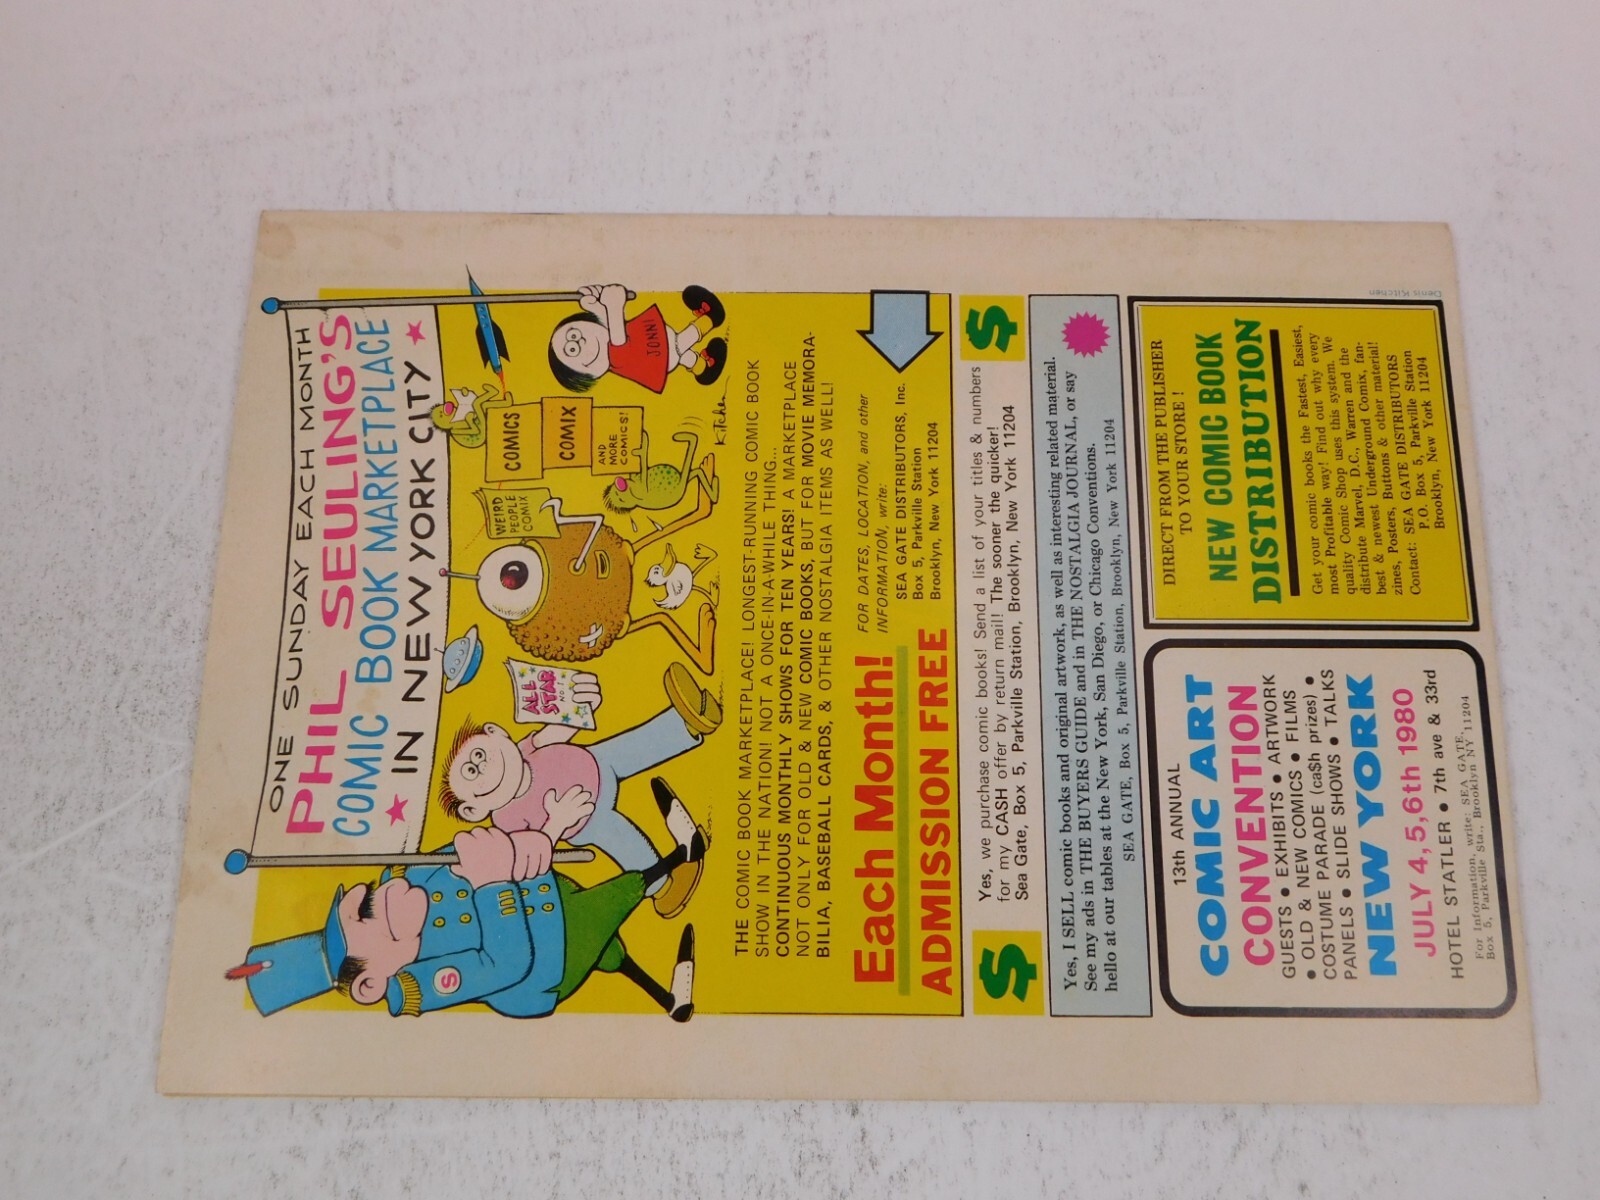 ONE SUNDAY EACH MONTH
PHIL SEULING'S
COMIC BOOK MARKETPLACE
IN NEW YORK CITY
S
ALL
STAR
NO. 1
WEIRD
PEOPLE
COMIX
COMICS
COMIX
AND
MORE
COMICS!
JONNI
Kitchen
THE COMIC BOOK MARKETPLACE! LONGEST-RUNNING COMIC BOOK
SHOW IN THE NATION! NOT A ONCE-IN-A-WHILE THING...
CONTINUOUS MONTHLY SHOWS FOR TEN YEARS! A MARKETPLACE
NOT ONLY FOR OLD & NEW COMIC BOOKS, BUT FOR MOVIE MEMORA-
BILIA, BASEBALL CARDS, & OTHER NOSTALGIA ITEMS AS WELL!
Each Month!
ADMISSION FREE
FOR DATES, LOCATION, and other
INFORMATION, write:
SEA GATE DISTRIBUTORS, Inc.
Box 5, Parkville Station
Brooklyn, New York 11204
$
Yes, we purchase comic books! Send a list of your titles & numbers
for my CASH offer by return mail! The sooner the quicker!
Sea Gate, Box 5, Parkville Station, Brooklyn, New York 11204
$
Yes, I SELL comic books and original artwork, as well as interesting related material.
See my ads in THE BUYERS GUIDE and in THE NOSTALGIA JOURNAL, or say
hello at our tables at the New York, San Diego, or Chicago Conventions.
SEA GATE, Box 5, Parkville Station, Brooklyn, New York 11204
13th ANNUAL
COMIC ART
CONVENTION
GUESTS • EXHIBITS • ARTWORK
• OLD & NEW COMICS • FILMS
COSTUME PARADE (ca$h prizes) •
PANELS • SLIDE SHOWS • TALKS
NEW YORK
JULY 4, 5, 6th 1980
HOTEL STATLER • 7th ave & 33rd
For Information, write: SEA GATE,
Box 5, Parkville Sta., Brooklyn NY 11204
DIRECT FROM THE PUBLISHER
TO YOUR STORE!
NEW COMIC BOOK
DISTRIBUTION
Get your comic books the Fastest, Easiest,
most Profitable way! Find out why every
quality Comic Shop uses this system. We
distribute Marvel, D.C., Warren and the
best & newest Underground Comix, fan-
zines, Posters, Buttons & other material!
Contact: SEA GATE DISTRIBUTORS
P.O. Box 5, Parkville Station
Brooklyn, New York 11204
Denis Kitchen